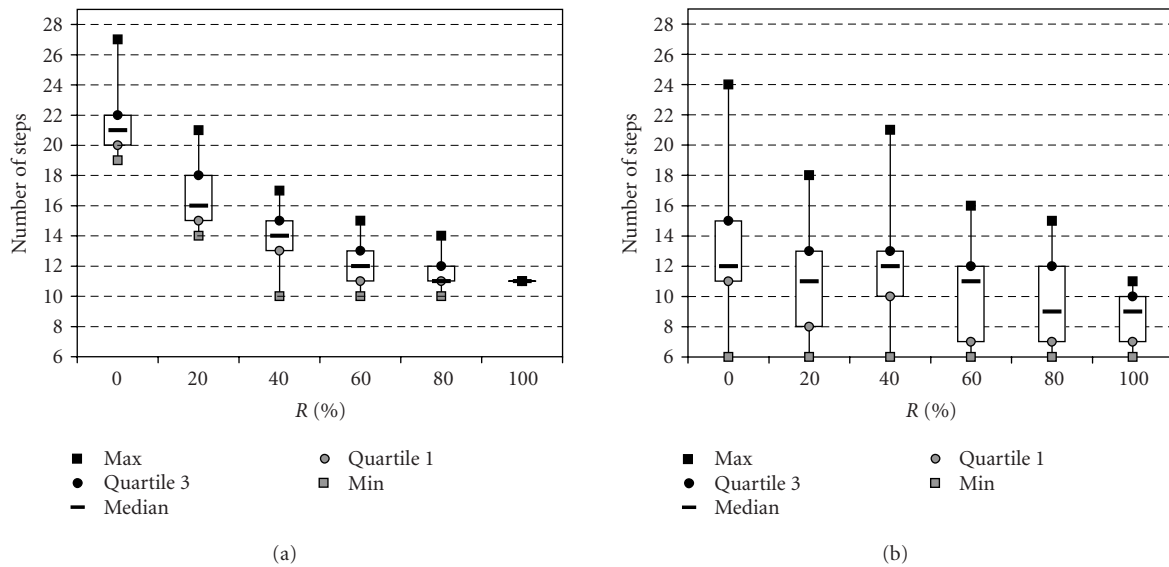 28
26
24
22
20
18
16
14
12
10
8
6
Number of steps
0 20 40 60 80 100
R (%)
Max
Quartile 3
Median
Quartile 1
Min
(a)
28
26
24
22
20
18
16
14
12
10
8
6
Number of steps
0 20 40 60 80 100
R (%)
Max
Quartile 3
Median
Quartile 1
Min
(b)